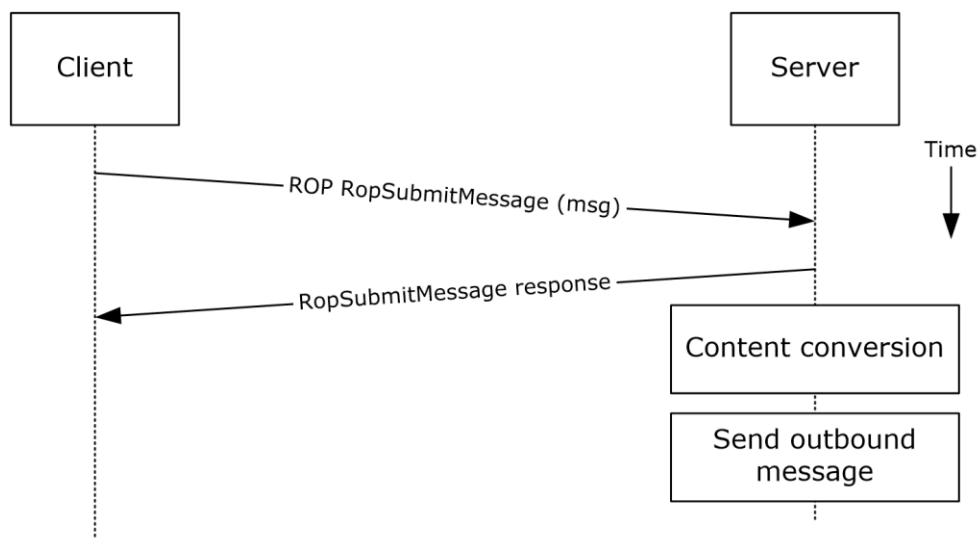 Client
Server
Time
ROP RopSubmitMessage (msg)
RopSubmitMessage response
Content conversion
Send outbound
message